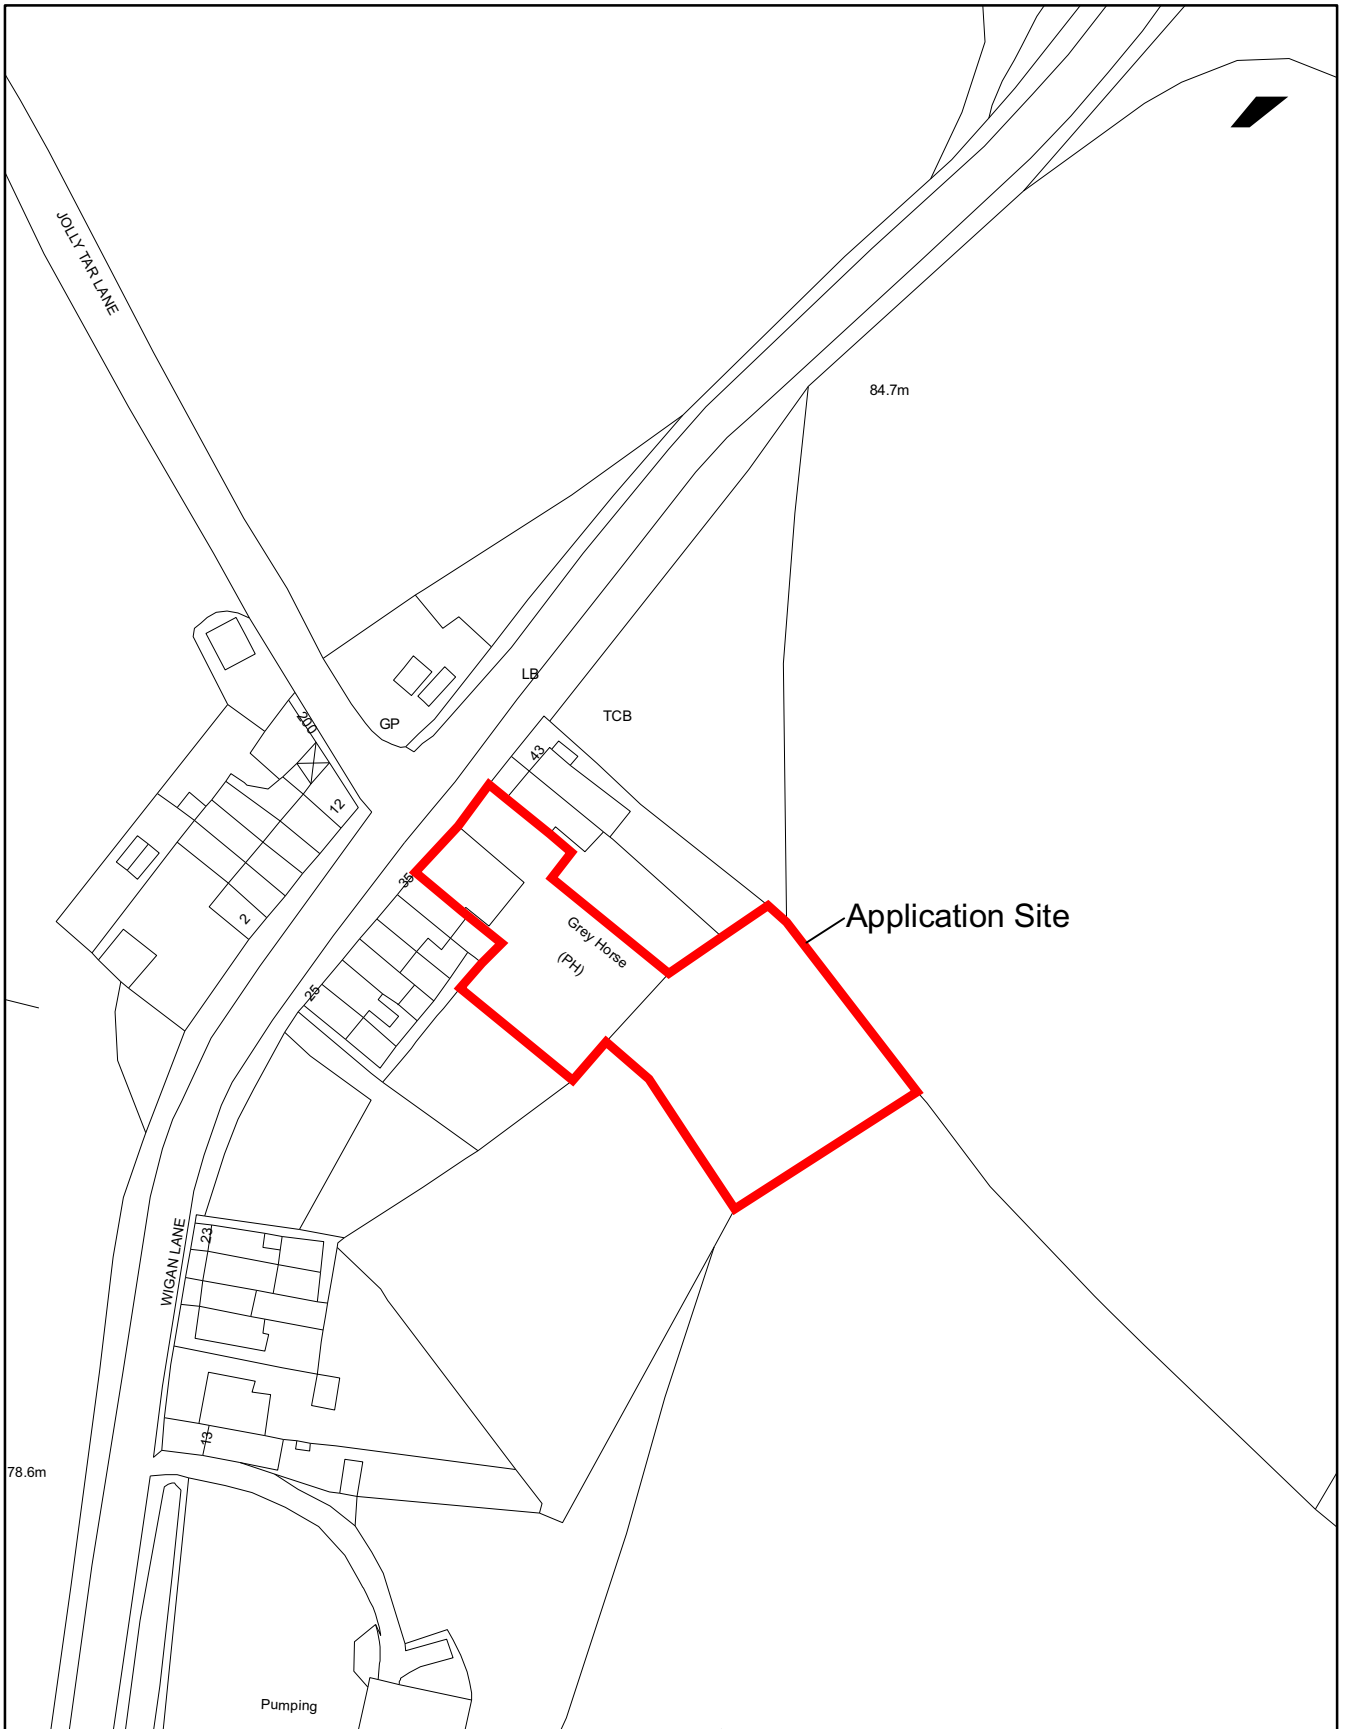 JOLLY TAR LANE
84.7m
LB
TCB
GP
200
43
12
35
2
Application Site
Grey Horse
(PH)
25
23
WIGAN LANE
13
78.6m
Pumping